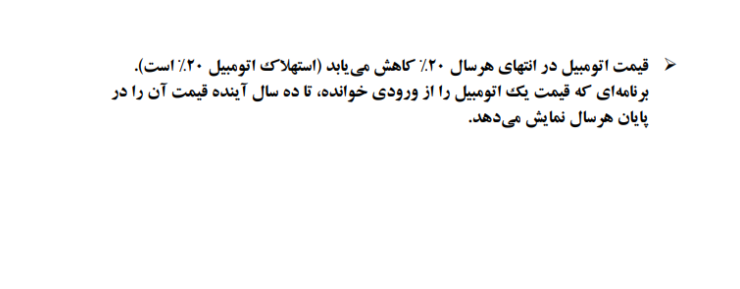 ➢ قیمت اتومبیل در انتهای هرسال ۲۰٪ کاهش می‌یابد (استهلاک اتومبیل ۲۰٪ است).
برنامه‌ای که قیمت یک اتومبیل را از ورودی خوانده، تا ده سال آینده قیمت آن را در
پایان هرسال نمایش می‌دهد.